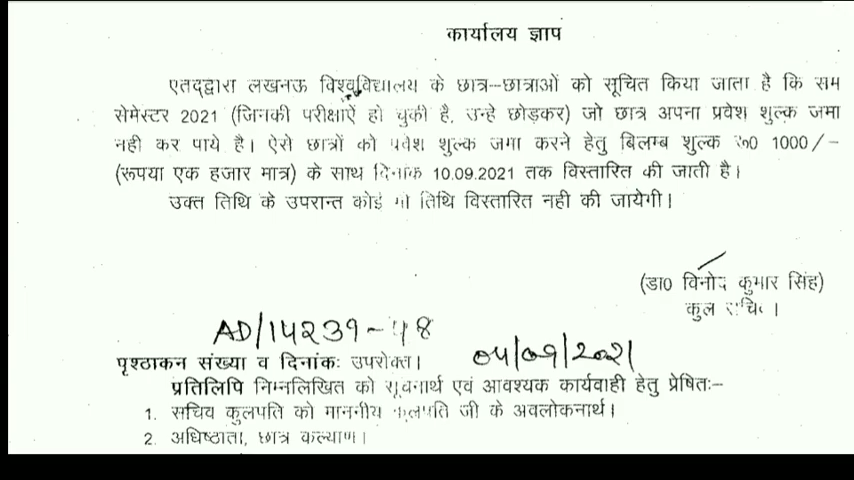 कार्यालय ज्ञाप
एतद्द्वारा लखनऊ विश्वविद्यालय के छात्र-छात्राओं को सूचित किया जाता है कि सम
सेमेस्टर 2021 (जिनकी परीक्षाऐं हो चुकी है, उन्हे छोड़कर) जो छात्र अपना प्रवेश शुल्क जमा
नही कर पाये है। ऐसे छात्रों को प्रवेश शुल्क जमा करने हेतु बिलम्ब शुल्क रू0 1000/-
(रूपया एक हजार मात्र) के साथ दिनांक 10.09.2021 तक विस्तारित की जाती है।
उक्त तिथि के उपरान्त कोई भी तिथि विस्तारित नही की जायेगी।
(डा0 विनोद कुमार सिंह)
कुल सचिव।
AD/14239-48
पृश्ठाकन संख्या व दिनांकः उपरोक्त। 04/09/2021
प्रतिलिपि निम्नलिखित को सूचनार्थ एवं आवश्यक कार्यवाही हेतु प्रेषितः-
1. सचिव कुलपति को माननीय कुलपति जी के अवलोकनार्थ।
2. अधिष्ठाता, छात्र कल्याण।